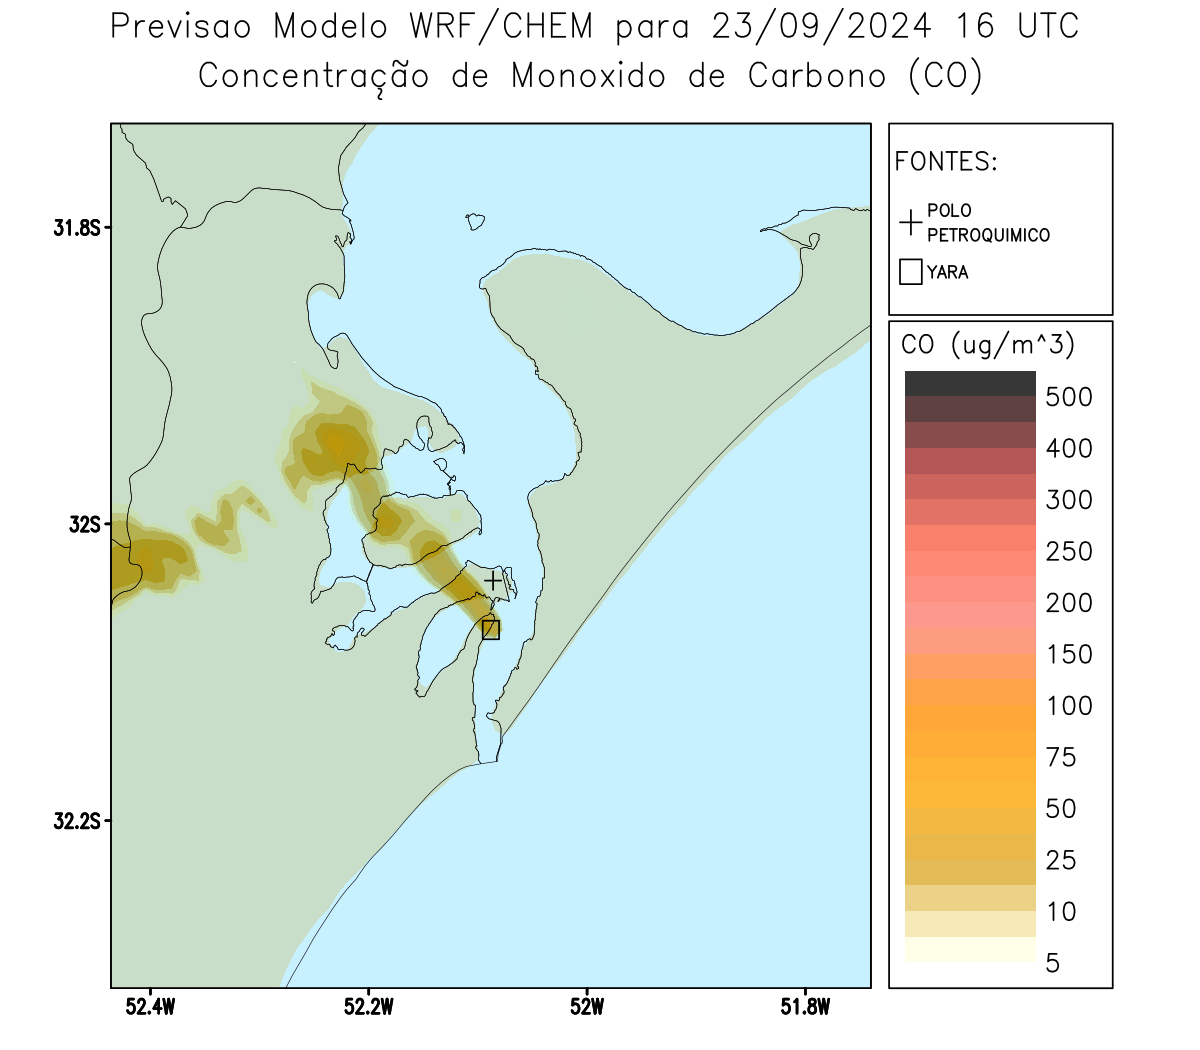 Previsao Modelo WRF/CHEM para 23/09/2024 16 UTC
Concentração de Monoxido de Carbono (CO)
FONTES:
POLO
PETROQUIMICO
YARA
CO (ug/m^3)
500
400
300
250
200
150
100
75
50
25
10
5
31.8S
32S
32.2S
52.4W
52.2W
52W
51.8W